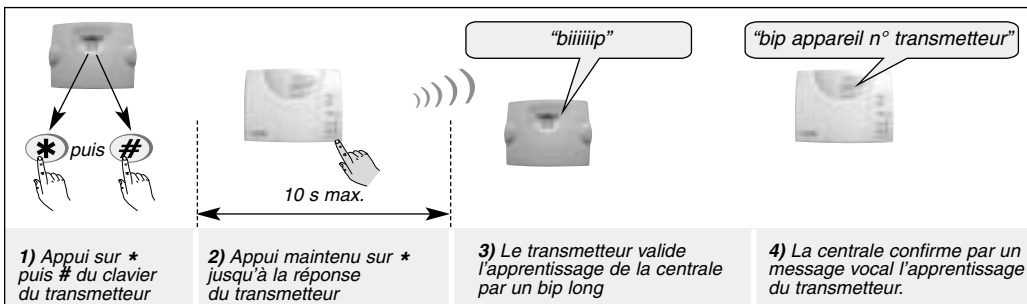 “biiiiiip”
“bip appareil n° transmetteur”
* puis #
10 s max.
1) Appui sur *
puis # du clavier
du transmetteur
2) Appui maintenu sur *
jusqu'à la réponse
du transmetteur
3) Le transmetteur valide
l'apprentissage de la centrale
par un bip long
4) La centrale confirme par un
message vocal l'apprentissage
du transmetteur.